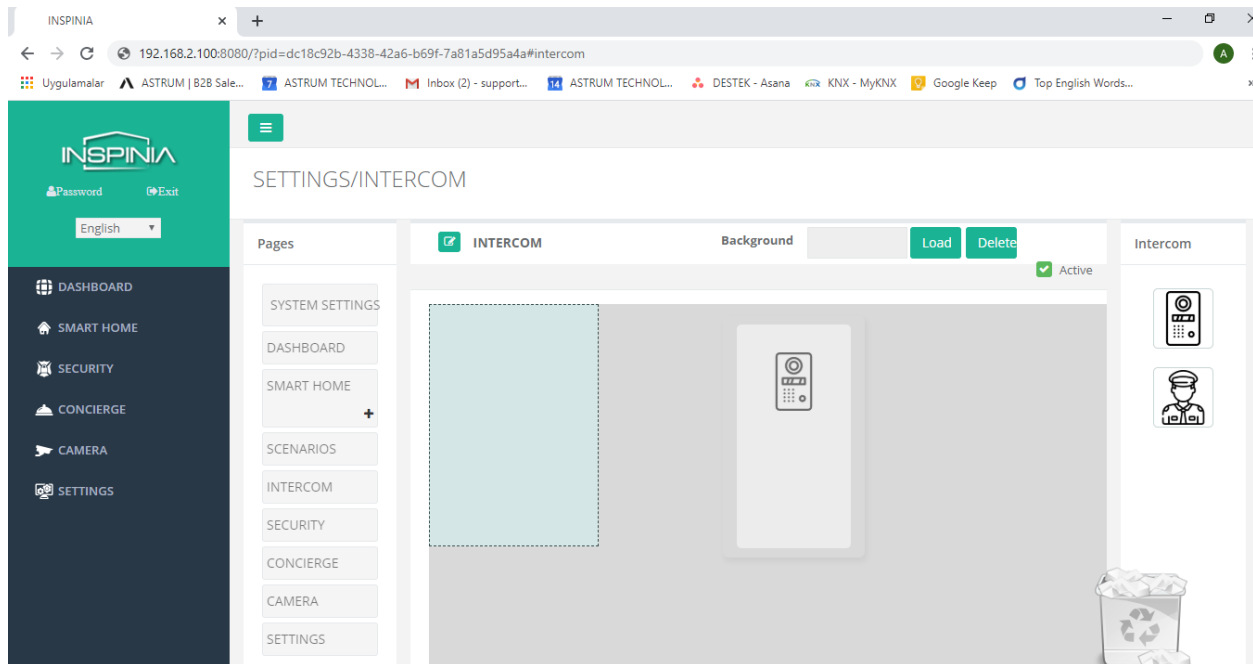 INSPINIA
192.168.2.100:8080/?pid=dc18c92b-4338-42a6-b69f-7a81a5d95a4a#intercom
A
Uygulamalar ASTRUM | B2B Sale... 7 ASTRUM TECHNOL... Inbox (2) - support... 14 ASTRUM TECHNOL... DESTEK - Asana KNX KNX - MyKNX Google Keep Top English Words...
INSPINIA
Password Exit
English
DASHBOARD
SMART HOME
SECURITY
CONCIERGE
CAMERA
SETTINGS
SETTINGS/INTERCOM
Pages
SYSTEM SETTINGS
DASHBOARD
SMART HOME
SCENARIOS
INTERCOM
SECURITY
CONCIERGE
CAMERA
SETTINGS
INTERCOM
Background Load Delete
Active
Intercom